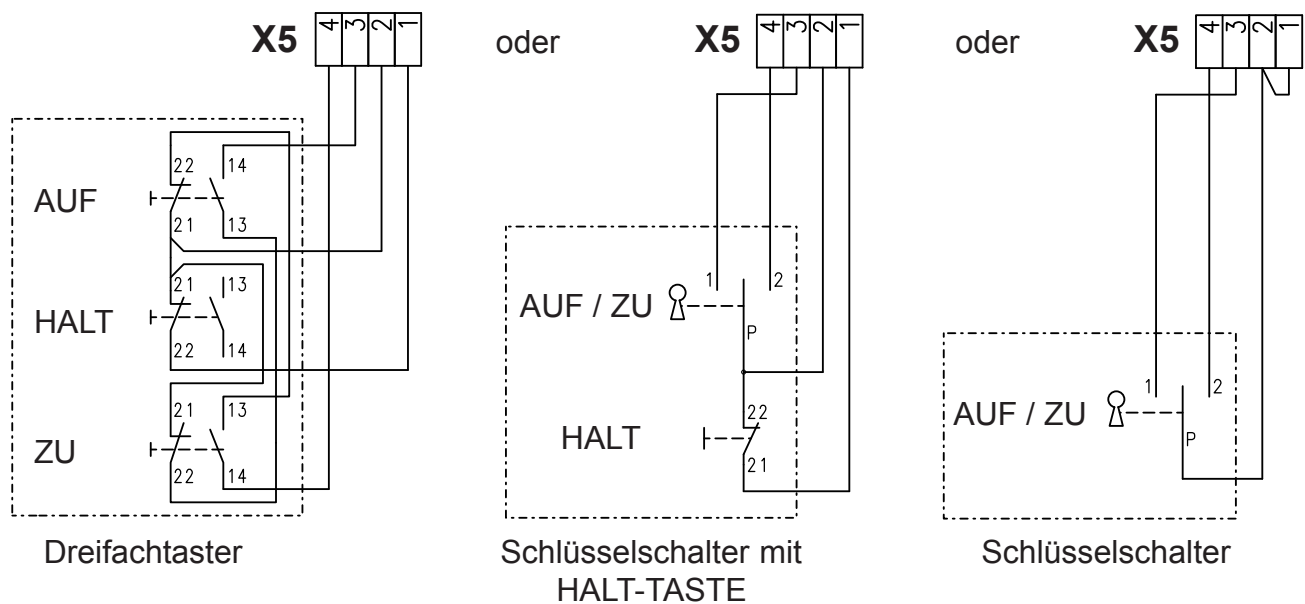 X5 4 3 2 1 oder X5 4 3 2 1 oder X5 4 3 2 1
22 14
AUF
21 13
21 13
HALT
22 14
21 13
ZU
22 14
Dreifachtaster
1 2
AUF / ZU
P
22
HALT
21
Schlüsselschalter mit
HALT-TASTE
1 2
AUF / ZU
P
Schlüsselschalter